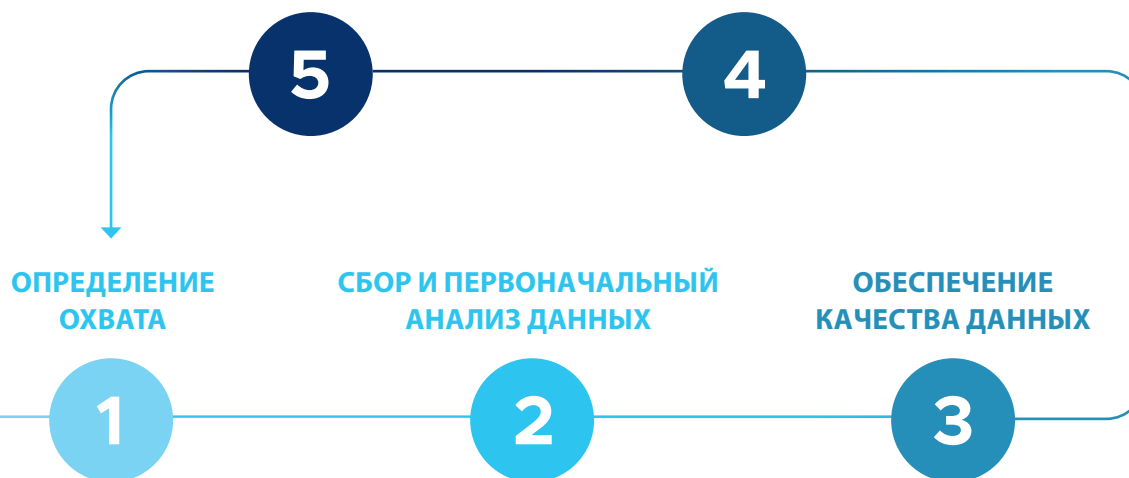 5
4
ОПРЕДЕЛЕНИЕ
ОХВАТА
СБОР И ПЕРВОНАЧАЛЬНЫЙ
АНАЛИЗ ДАННЫХ
ОБЕСПЕЧЕНИЕ
КАЧЕСТВА ДАННЫХ
1
2
3